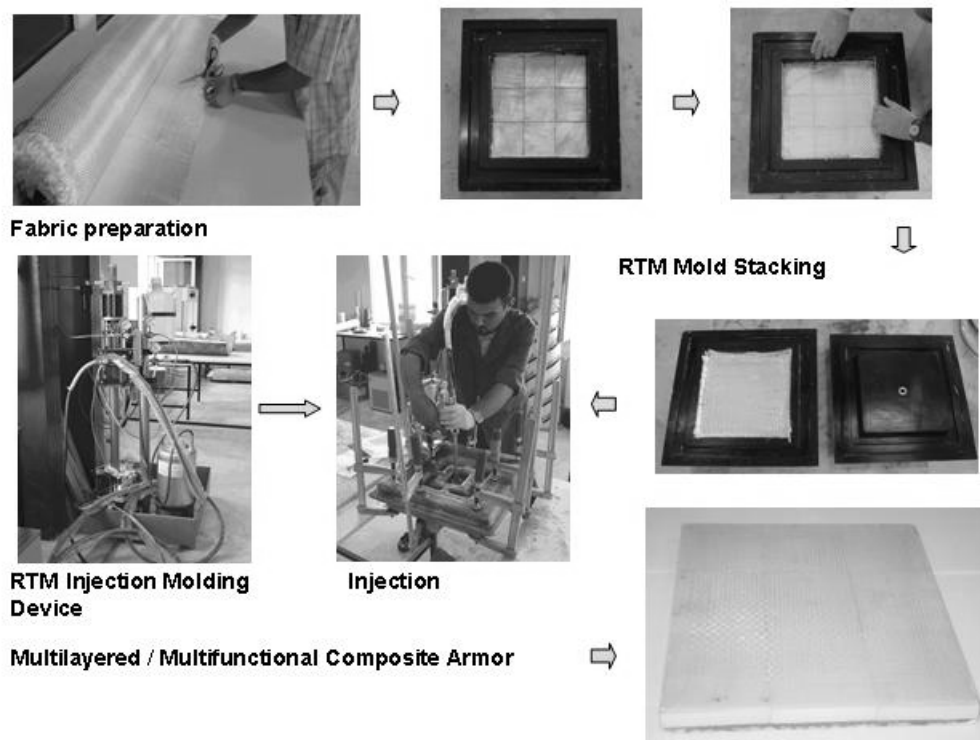 Fabric preparation
RTM Mold Stacking
RTM Injection Molding
Device
Injection
Multilayered / Multifunctional Composite Armor